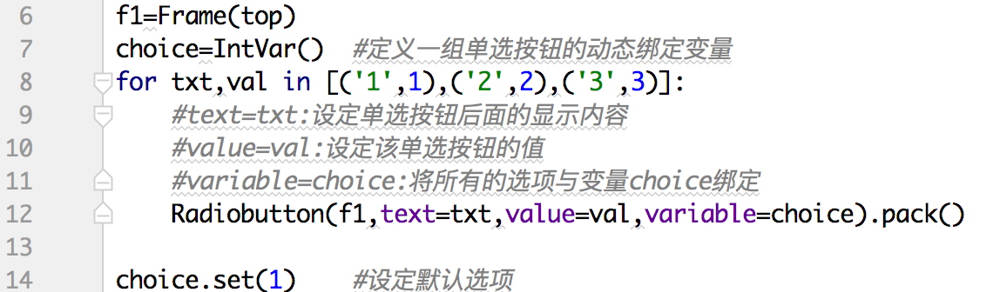 6 f1=Frame(top)
7 choice=IntVar()  #定义一组单选按钮的动态绑定变量
8 for txt,val in [('1',1),('2',2),('3',3)]:
9     #text=txt:设定单选按钮后面的显示内容
10     #value=val:设定该单选按钮的值
11     #variable=choice:将所有的选项与变量choice绑定
12     Radiobutton(f1,text=txt,value=val,variable=choice).pack()
13
14 choice.set(1)    #设定默认选项